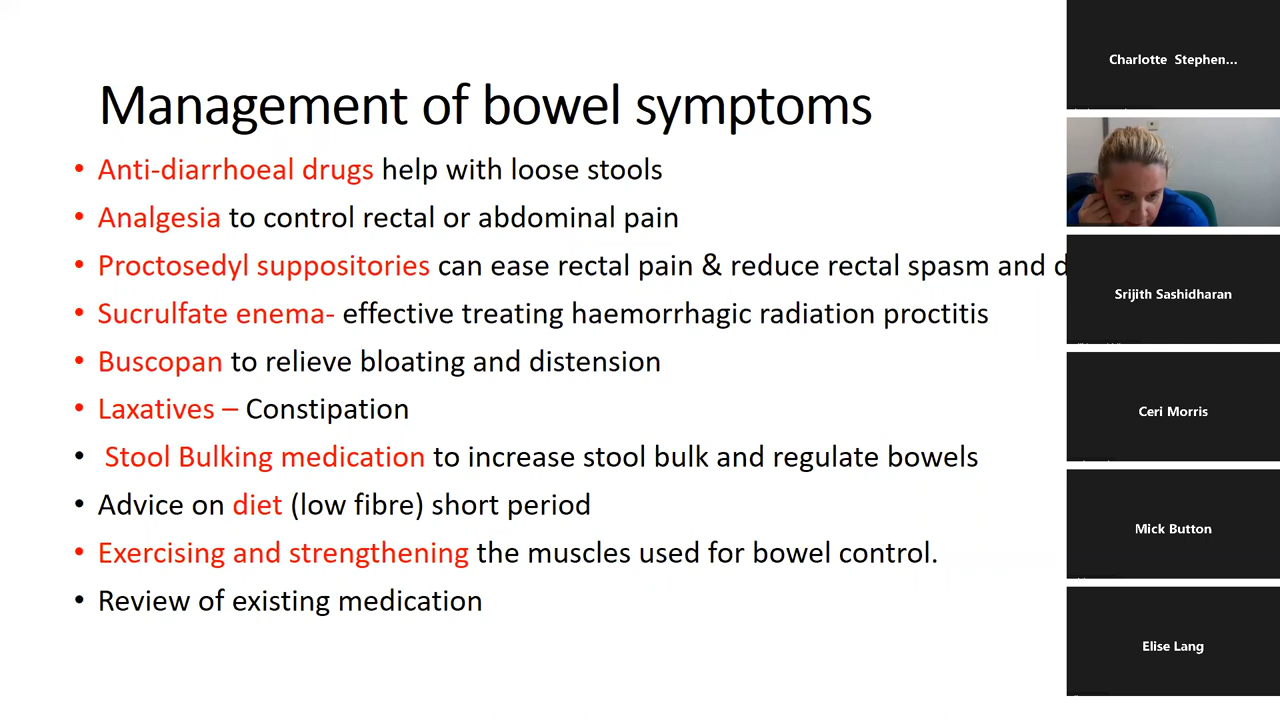 Management of bowel symptoms
• Anti-diarrhoeal drugs help with loose stools
• Analgesia to control rectal or abdominal pain
• Proctosedyl suppositories can ease rectal pain & reduce rectal spasm and d
• Sucrulfate enema- effective treating haemorrhagic radiation proctitis
• Buscopan to relieve bloating and distension
• Laxatives – Constipation
• Stool Bulking medication to increase stool bulk and regulate bowels
• Advice on diet (low fibre) short period
• Exercising and strengthening the muscles used for bowel control.
• Review of existing medication
Charlotte Stephen...
Srijith Sashidharan
Ceri Morris
Mick Button
Elise Lang